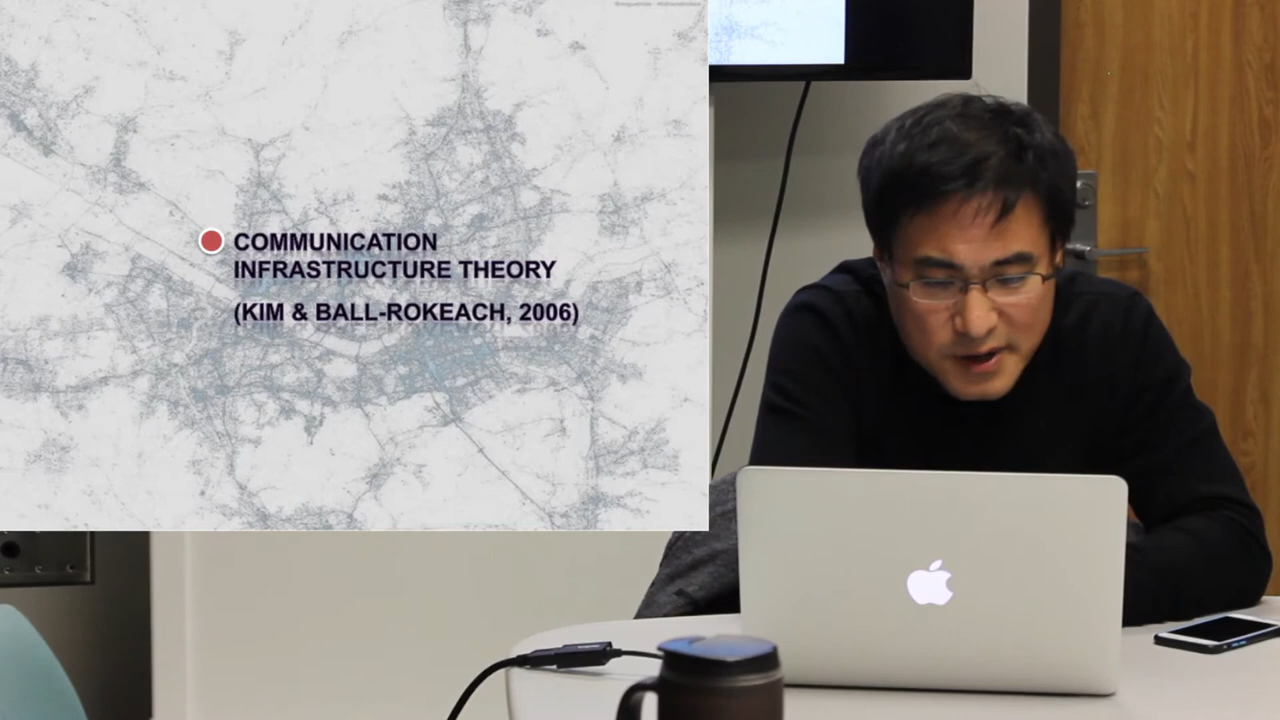 COMMUNICATION
INFRASTRUCTURE THEORY
(KIM & BALL-ROKEACH, 2006)